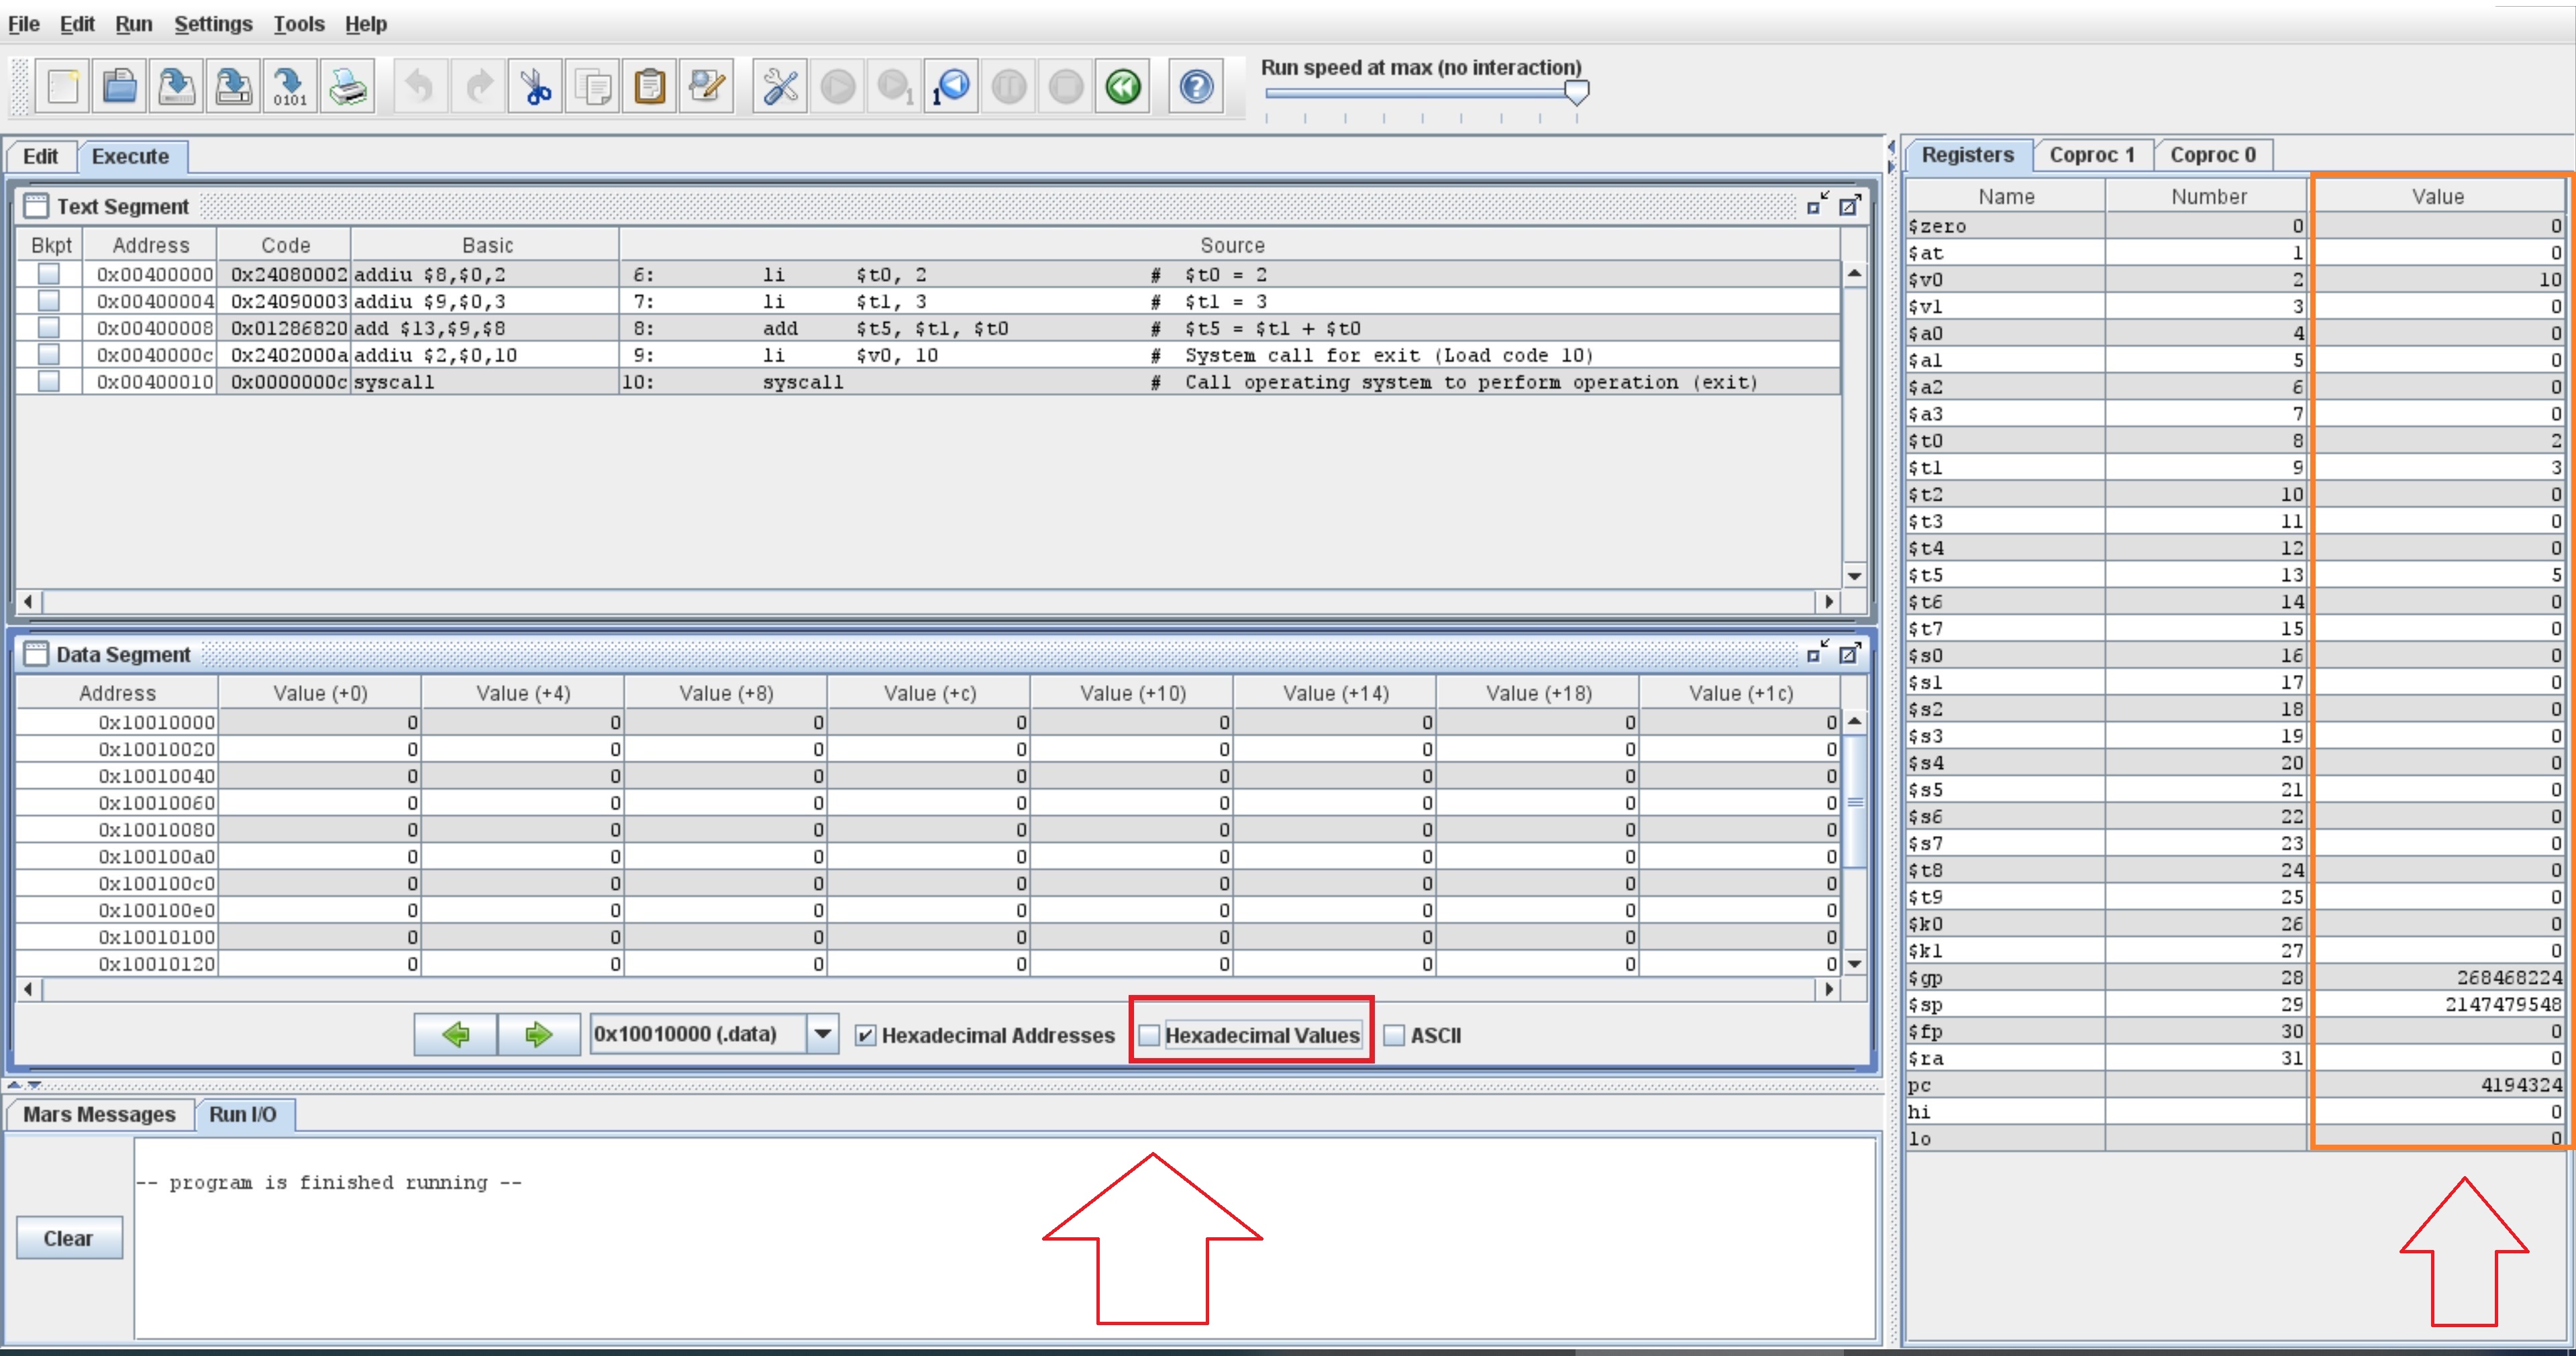 File Edit Run Settings Tools Help
0101
1
1
Run speed at max (no interaction)
Edit Execute
Text Segment
Bkpt Address Code Basic Source
0x00400000 0x24080002 addiu $8,$0,2 6: li $t0, 2 # $t0 = 2
0x00400004 0x24090003 addiu $9,$0,3 7: li $t1, 3 # $t1 = 3
0x00400008 0x01286820 add $13,$9,$8 8: add $t5, $t1, $t0 # $t5 = $t1 + $t0
0x0040000c 0x2402000a addiu $2,$0,10 9: li $v0, 10 # System call for exit (Load code 10)
0x00400010 0x0000000c syscall 10: syscall # Call operating system to perform operation (exit)
Data Segment
Address Value (+0) Value (+4) Value (+8) Value (+c) Value (+10) Value (+14) Value (+18) Value (+1c)
0x10010000 0 0 0 0 0 0 0 0
0x10010020 0 0 0 0 0 0 0 0
0x10010040 0 0 0 0 0 0 0 0
0x10010060 0 0 0 0 0 0 0 0
0x10010080 0 0 0 0 0 0 0 0
0x100100a0 0 0 0 0 0 0 0 0
0x100100c0 0 0 0 0 0 0 0 0
0x100100e0 0 0 0 0 0 0 0 0
0x10010100 0 0 0 0 0 0 0 0
0x10010120 0 0 0 0 0 0 0 0
0x10010000 (.data) Hexadecimal Addresses Hexadecimal Values ASCII
Mars Messages Run I/O
-- program is finished running --
Clear
Registers Coproc 1 Coproc 0
Name Number Value
$zero 0 0
$at 1 0
$v0 2 10
$v1 3 0
$a0 4 0
$a1 5 0
$a2 6 0
$a3 7 0
$t0 8 2
$t1 9 3
$t2 10 0
$t3 11 0
$t4 12 0
$t5 13 5
$t6 14 0
$t7 15 0
$s0 16 0
$s1 17 0
$s2 18 0
$s3 19 0
$s4 20 0
$s5 21 0
$s6 22 0
$s7 23 0
$t8 24 0
$t9 25 0
$k0 26 0
$k1 27 0
$gp 28 268468224
$sp 29 2147479548
$fp 30 0
$ra 31 0
pc 4194324
hi 0
lo 0